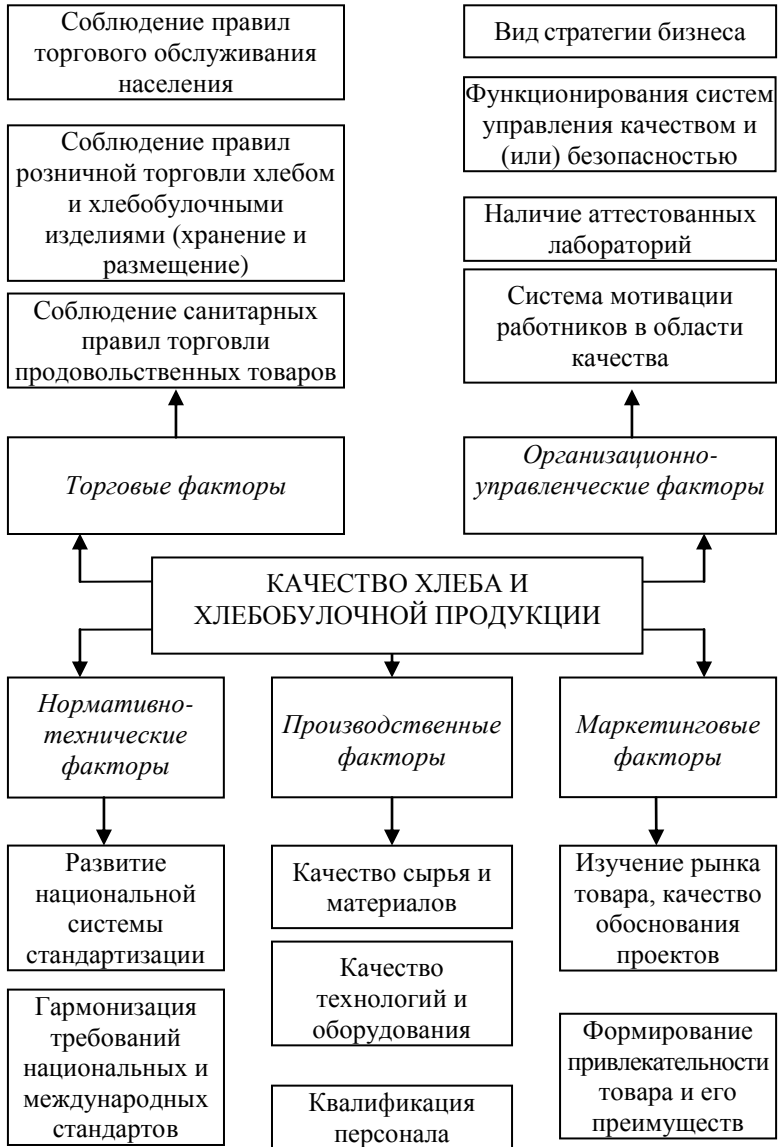 Соблюдение правил
торгового обслуживания
населения
Вид стратегии бизнеса
Функционирования систем
управления качеством и
(или) безопасностью
Соблюдение правил
розничной торговли хлебом
и хлебобулочными
изделиями (хранение и
размещение)
Наличие аттестованных
лабораторий
Соблюдение санитарных
правил торговли
продовольственных товаров
Система мотивации
работников в области
качества
Торговые факторы
Организационно-
управленческие факторы
КАЧЕСТВО ХЛЕБА И
ХЛЕБОБУЛОЧНОЙ ПРОДУКЦИИ
Нормативно-
технические
факторы
Производственные
факторы
Маркетинговые
факторы
Развитие
национальной
системы
стандартизации
Качество сырья и
материалов
Изучение рынка
товара, качество
обоснования
проектов
Качество
технологий и
оборудования
Гармонизация
требований
национальных и
международных
стандартов
Квалификация
персонала
Формирование
привлекательности
товара и его
преимуществ